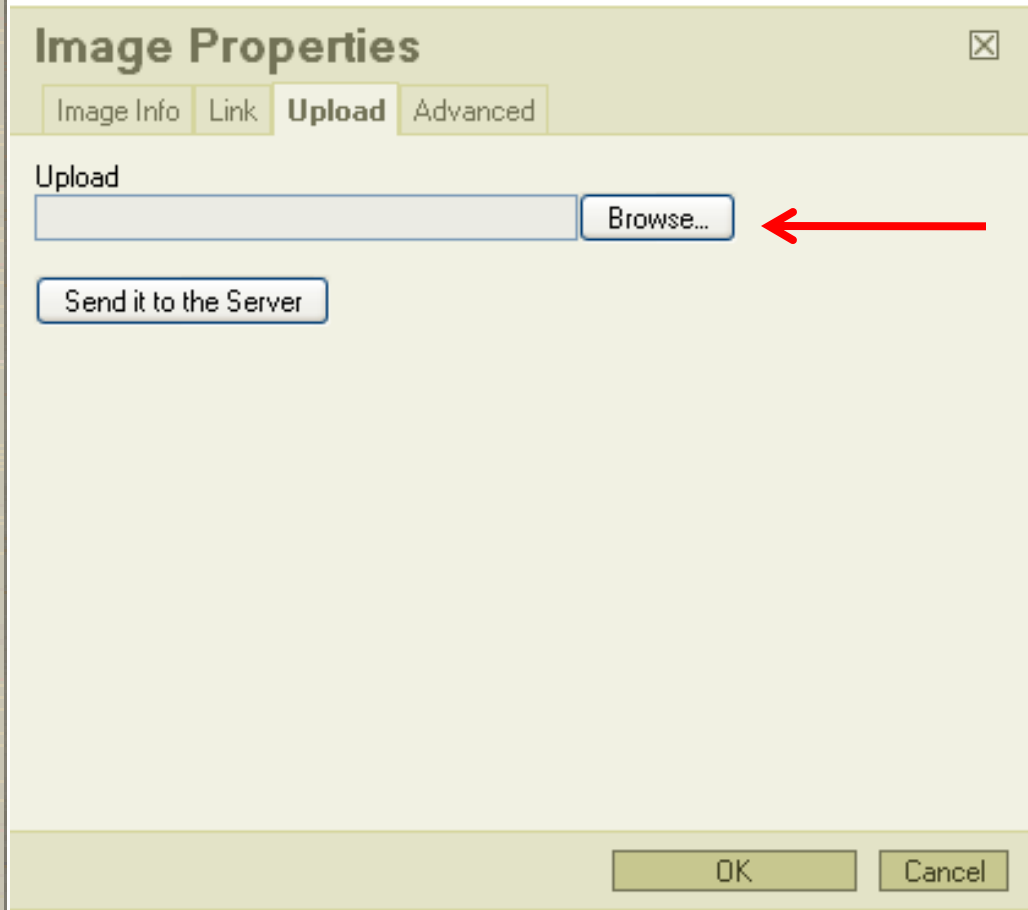 Image Properties
Image Info Link Upload Advanced
Upload
Browse...
Send it to the Server
OK Cancel